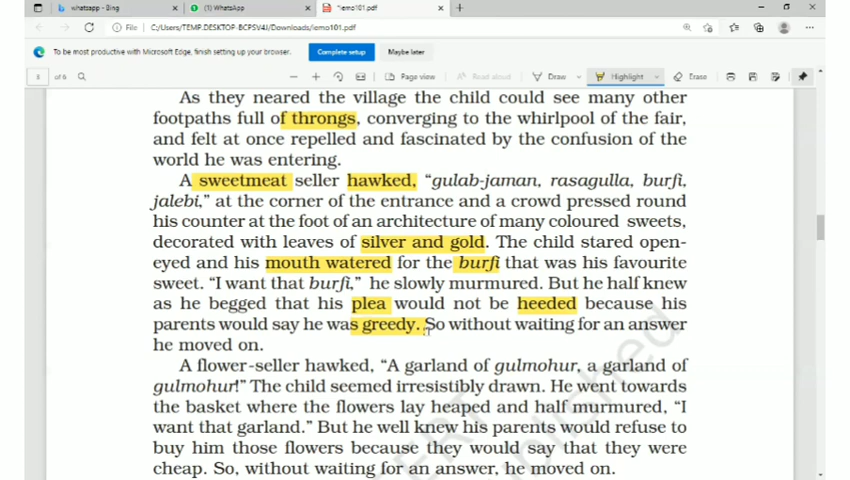 whatsapp - Bing
(1) WhatsApp
*iemo101.pdf
File
C:/Users/TEMP.DESKTOP-BCPSV4J/Downloads/iemo101.pdf
To be most productive with Microsoft Edge, finish setting up your browser.
Complete setup
Maybe later
of 6
Page view
Read aloud
Draw
Highlight
Erase
As they neared the village the child could see many other
footpaths full of throngs, converging to the whirlpool of the fair,
and felt at once repelled and fascinated by the confusion of the
world he was entering.
A sweetmeat seller hawked, “gulab-jaman, rasagulla, burfi,
jalebi,” at the corner of the entrance and a crowd pressed round
his counter at the foot of an architecture of many coloured sweets,
decorated with leaves of silver and gold. The child stared open-
eyed and his mouth watered for the burfi that was his favourite
sweet. “I want that burfi,” he slowly murmured. But he half knew
as he begged that his plea would not be heeded because his
parents would say he was greedy. So without waiting for an answer
he moved on.
A flower-seller hawked, “A garland of gulmohur, a garland of
gulmohur!” The child seemed irresistibly drawn. He went towards
the basket where the flowers lay heaped and half murmured, “I
want that garland.” But he well knew his parents would refuse to
buy him those flowers because they would say that they were
cheap. So, without waiting for an answer, he moved on.